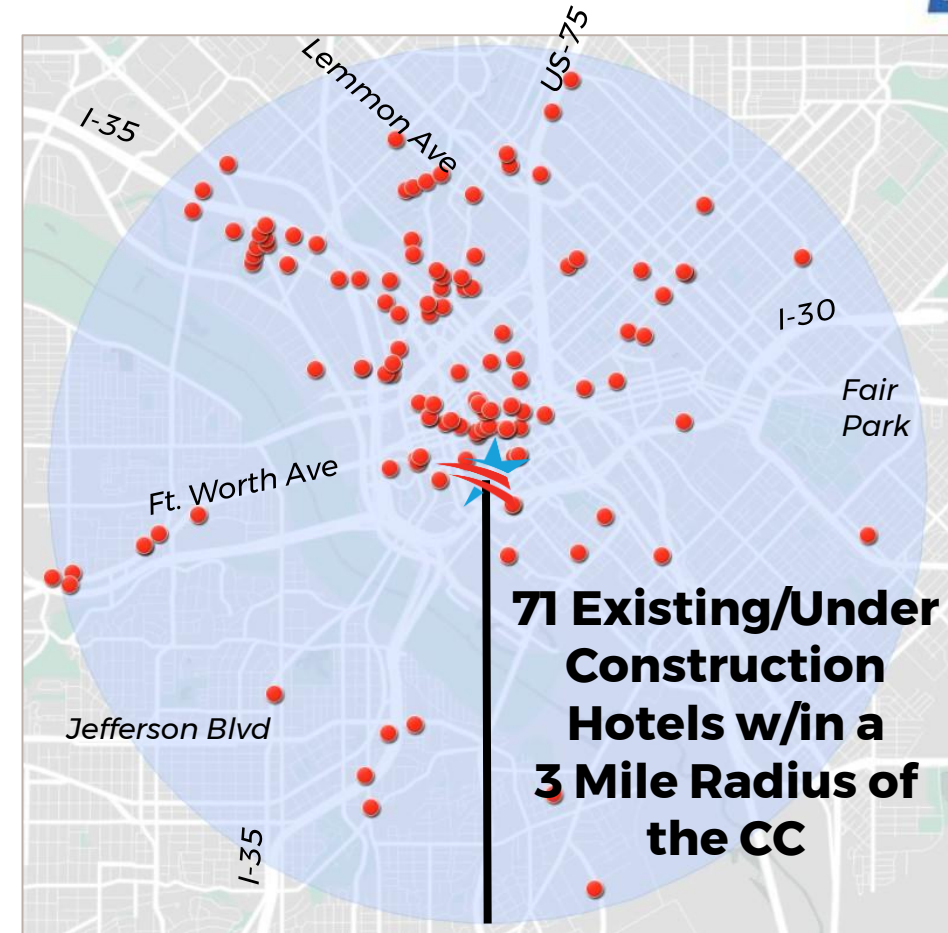 US-75
Lemmon Ave
I-35
I-30
Fair
Park
Ft. Worth Ave
71 Existing/Under
Construction
Hotels w/in a
3 Mile Radius of
the CC
Jefferson Blvd
I-35